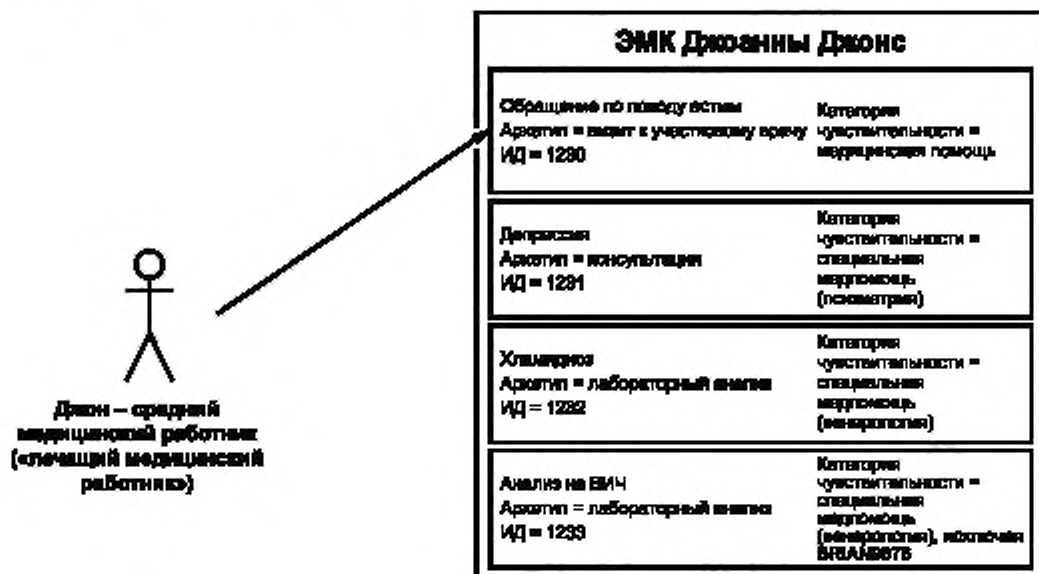 ЭМК Джоанны Джонс
Обращение по поводу астмы
Архетип = визит к участковому врачу
ИД = 1230
Категория
чувствительности =
медицинская помощь
Депрессия
Архетип = консультация
ИД = 1231
Категория
чувствительности =
специальная
медпомощь
(психиатрия)
Хламидиоз
Архетип = лабораторный анализ
ИД = 1232
Категория
чувствительности =
специальная
медпомощь
(венерология)
Анализ на ВИЧ
Архетип = лабораторный анализ
ИД = 1233
Категория
чувствительности =
специальная
медпомощь
(венерология), исключая
Джон – средний
медицинский работник
(«лечащий медицинский
работник»)